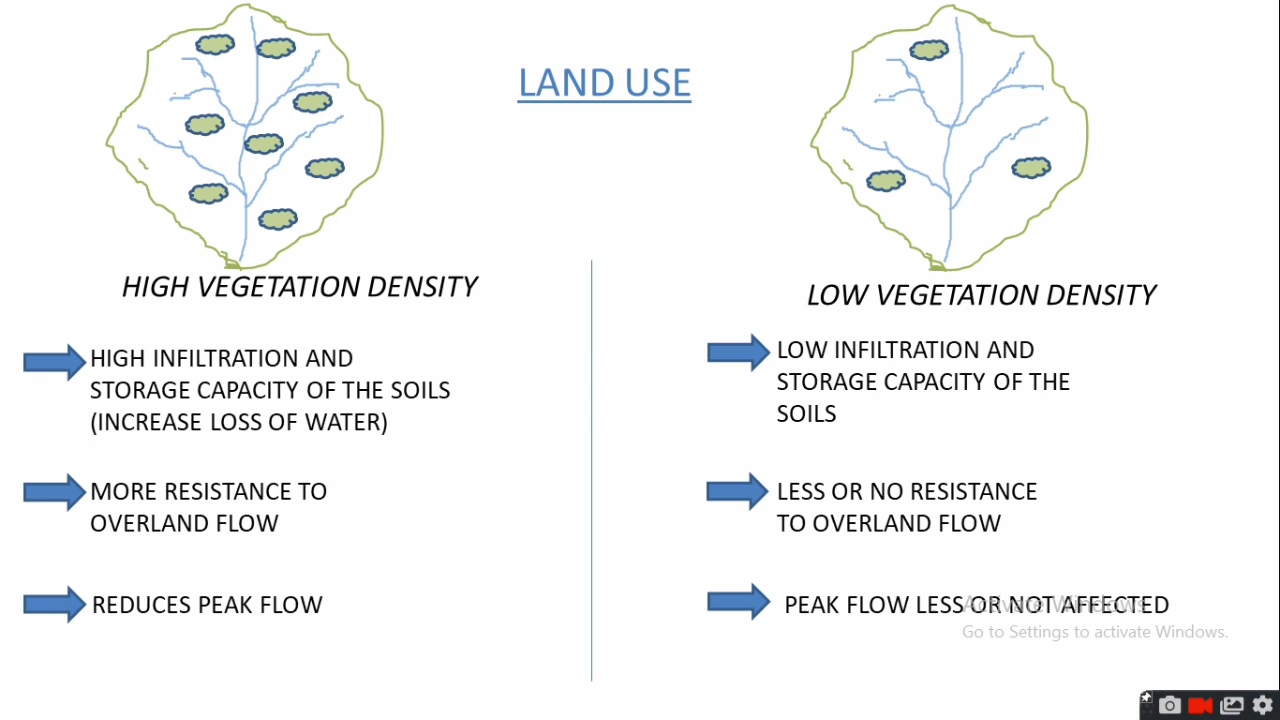 LAND USE
HIGH VEGETATION DENSITY
HIGH INFILTRATION AND
STORAGE CAPACITY OF THE SOILS
(INCREASE LOSS OF WATER)
MORE RESISTANCE TO
OVERLAND FLOW
REDUCES PEAK FLOW
LOW VEGETATION DENSITY
LOW INFILTRATION AND
STORAGE CAPACITY OF THE
SOILS
LESS OR NO RESISTANCE
TO OVERLAND FLOW
PEAK FLOW LESS OR NOT AFFECTED
Activate Windows
Go to Settings to activate Windows.